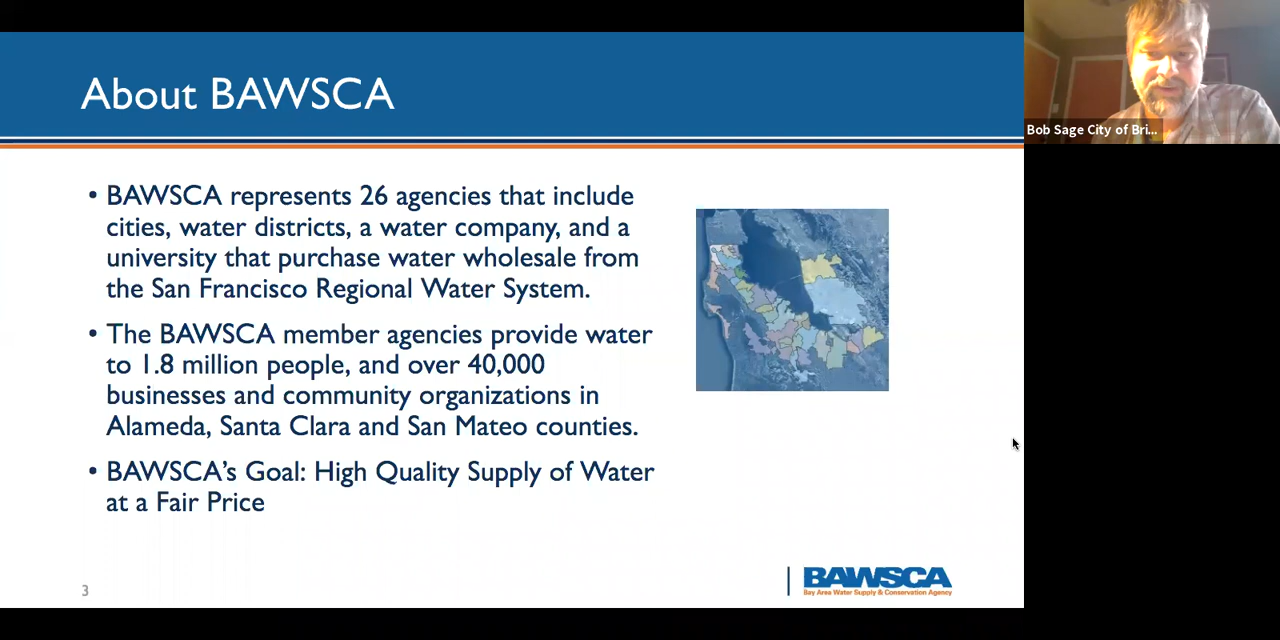 About BAWSCA
• BAWSCA represents 26 agencies that include
cities, water districts, a water company, and a
university that purchase water wholesale from
the San Francisco Regional Water System.
• The BAWSCA member agencies provide water
to 1.8 million people, and over 40,000
businesses and community organizations in
Alameda, Santa Clara and San Mateo counties.
• BAWSCA's Goal: High Quality Supply of Water
at a Fair Price
3
BAWSCA
Bay Area Water Supply & Conservation Agency
Bob Sage City of Bri...